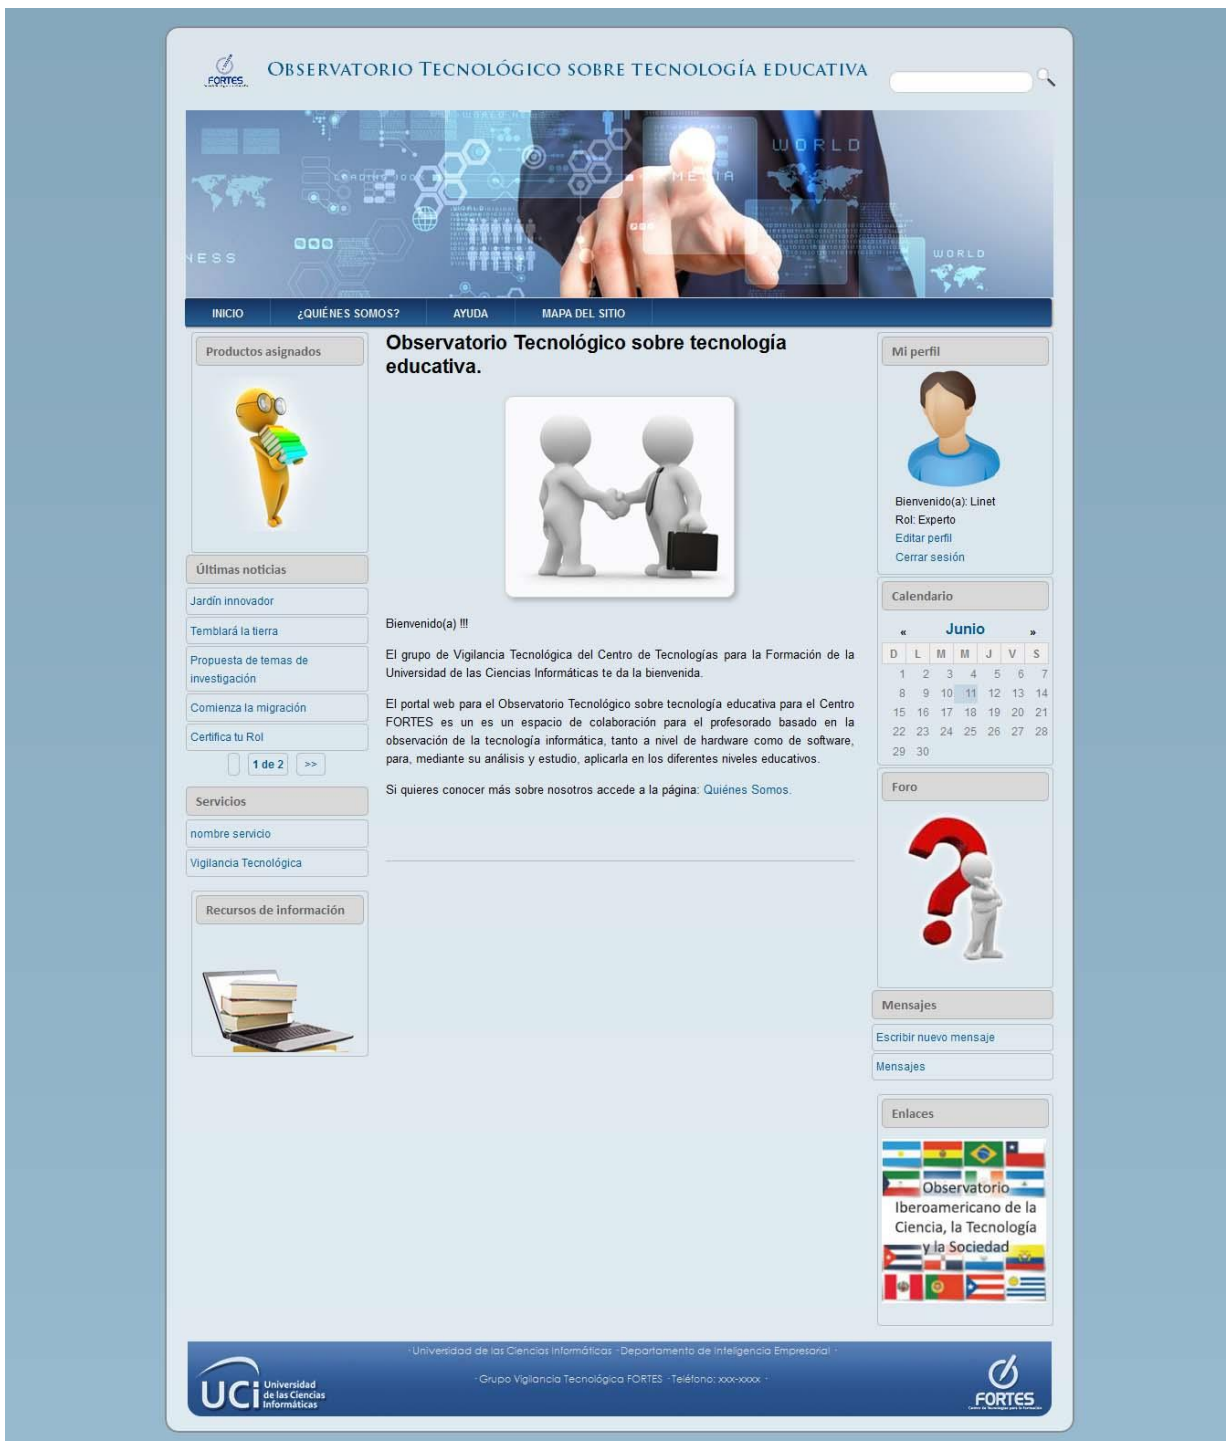 FORTES
OBSERVATORIO TECNOLÓGICO SOBRE TECNOLOGÍA EDUCATIVA
WORLD
LOADING 100%
MEDIA
NESS
WORLD
INICIO
¿QUIÉNES SOMOS?
AYUDA
MAPA DEL SITIO
Productos asignados
Últimas noticias
Jardín innovador
Temblará la tierra
Propuesta de temas de
investigación
Comienza la migración
Certifica tu Rol
1 de 2 >>
Servicios
nombre servicio
Vigilancia Tecnológica
Recursos de información
Observatorio Tecnológico sobre tecnología
educativa.
Bienvenido(a) !!!
El grupo de Vigilancia Tecnológica del Centro de Tecnologías para la Formación de la
Universidad de las Ciencias Informáticas te da la bienvenida.
El portal web para el Observatorio Tecnológico sobre tecnología educativa para el Centro
FORTES es un es un espacio de colaboración para el profesorado basado en la
observación de la tecnología informática, tanto a nivel de hardware como de software,
para, mediante su análisis y estudio, aplicarla en los diferentes niveles educativos.
Si quieres conocer más sobre nosotros accede a la página: Quiénes Somos.
Mi perfil
Bienvenido(a): Linet
Rol: Experto
Editar perfil
Cerrar sesión
Calendario
« Junio »
D L M M J V S
1 2 3 4 5 6 7
8 9 10 11 12 13 14
15 16 17 18 19 20 21
22 23 24 25 26 27 28
29 30
Foro
Mensajes
Escribir nuevo mensaje
Mensajes
Enlaces
Observatorio
Iberoamericano de la
Ciencia, la Tecnología
y la Sociedad
· Universidad de las Ciencias Informáticas · Departamento de Inteligencia Empresarial ·
· Grupo Vigilancia Tecnológica FORTES · Teléfono: xxx-xxxx ·
UCi Universidad
de las Ciencias
Informáticas
FORTES
Centro de Tecnologías para la Formación